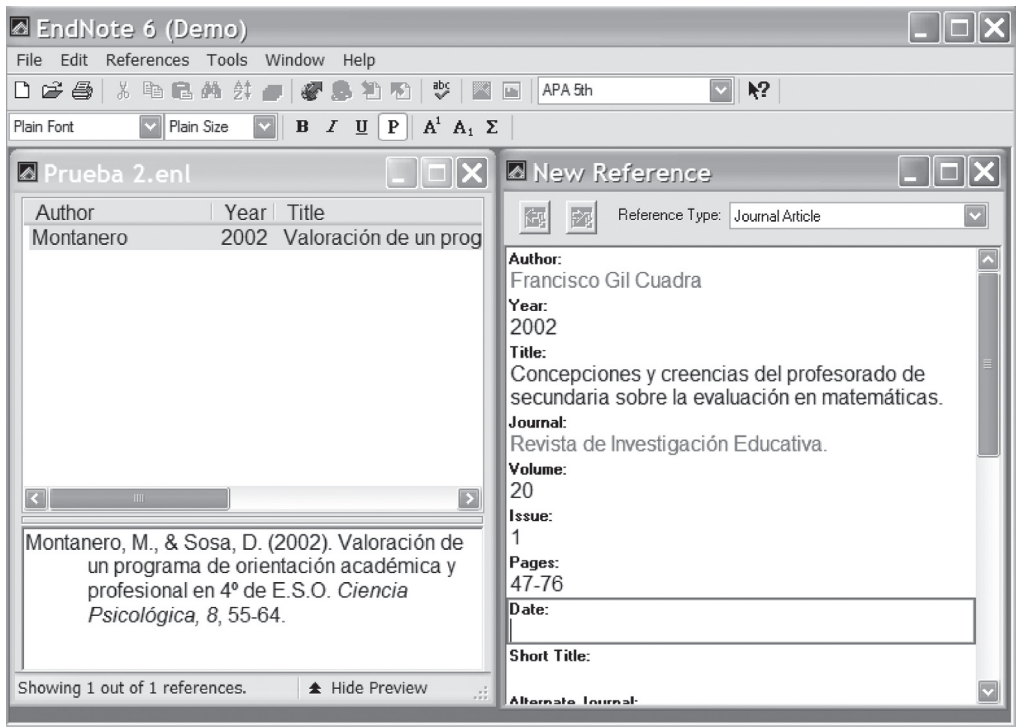 EndNote 6 (Demo)
File Edit References Tools Window Help
abc
APA 5th
Plain Font Plain Size B I U P A¹ A₁ Σ
Prueba 2.enl
Author Year Title
Montanero 2002 Valoración de un prog
Montanero, M., & Sosa, D. (2002). Valoración de
un programa de orientación académica y
profesional en 4º de E.S.O. Ciencia
Psicológica, 8, 55-64.
Showing 1 out of 1 references. Hide Preview
New Reference
Reference Type: Journal Article
Author:
Francisco Gil Cuadra
Year:
2002
Title:
Concepciones y creencias del profesorado de
secundaria sobre la evaluación en matemáticas.
Journal:
Revista de Investigación Educativa.
Volume:
20
Issue:
1
Pages:
47-76
Date:
Short Title:
Alternate Journal: